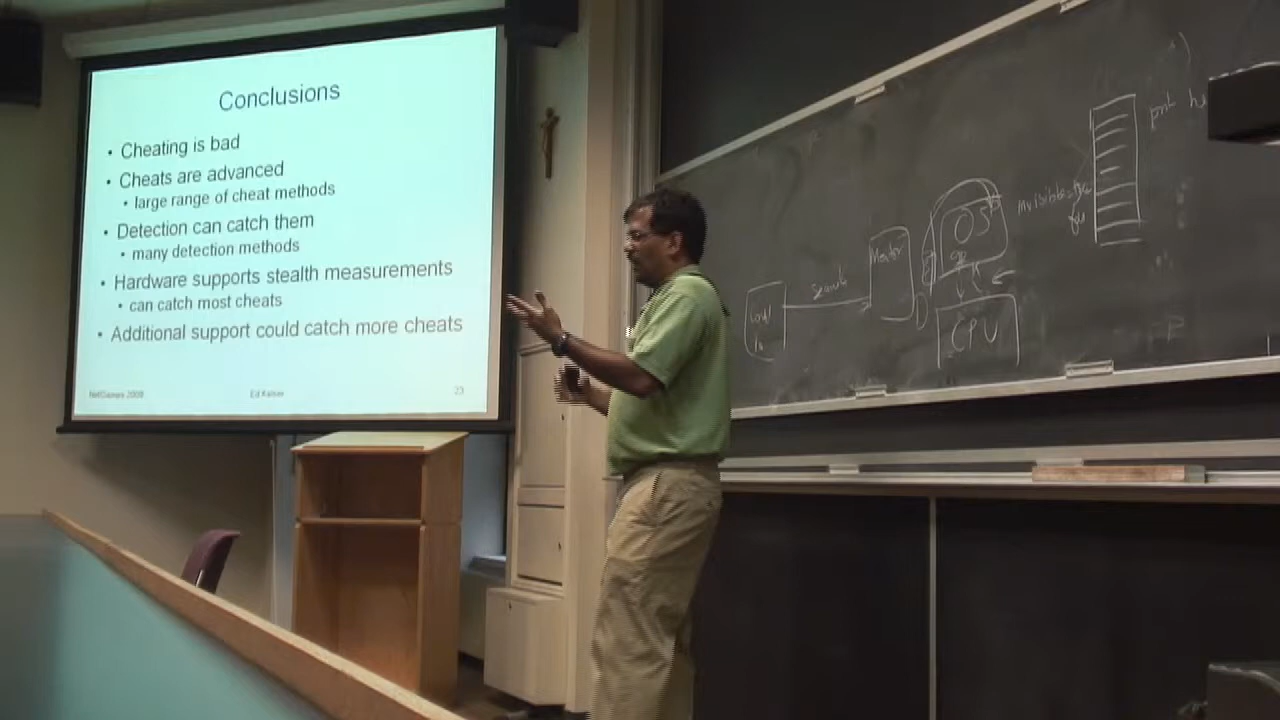 Conclusions
• Cheating is bad
• Cheats are advanced
• large range of cheat methods
• Detection can catch them
• many detection methods
• Hardware supports stealth measurements
• can catch most cheats
• Additional support could catch more cheats
NetGames 2009 Ed Kaiser 23
OS
CPU